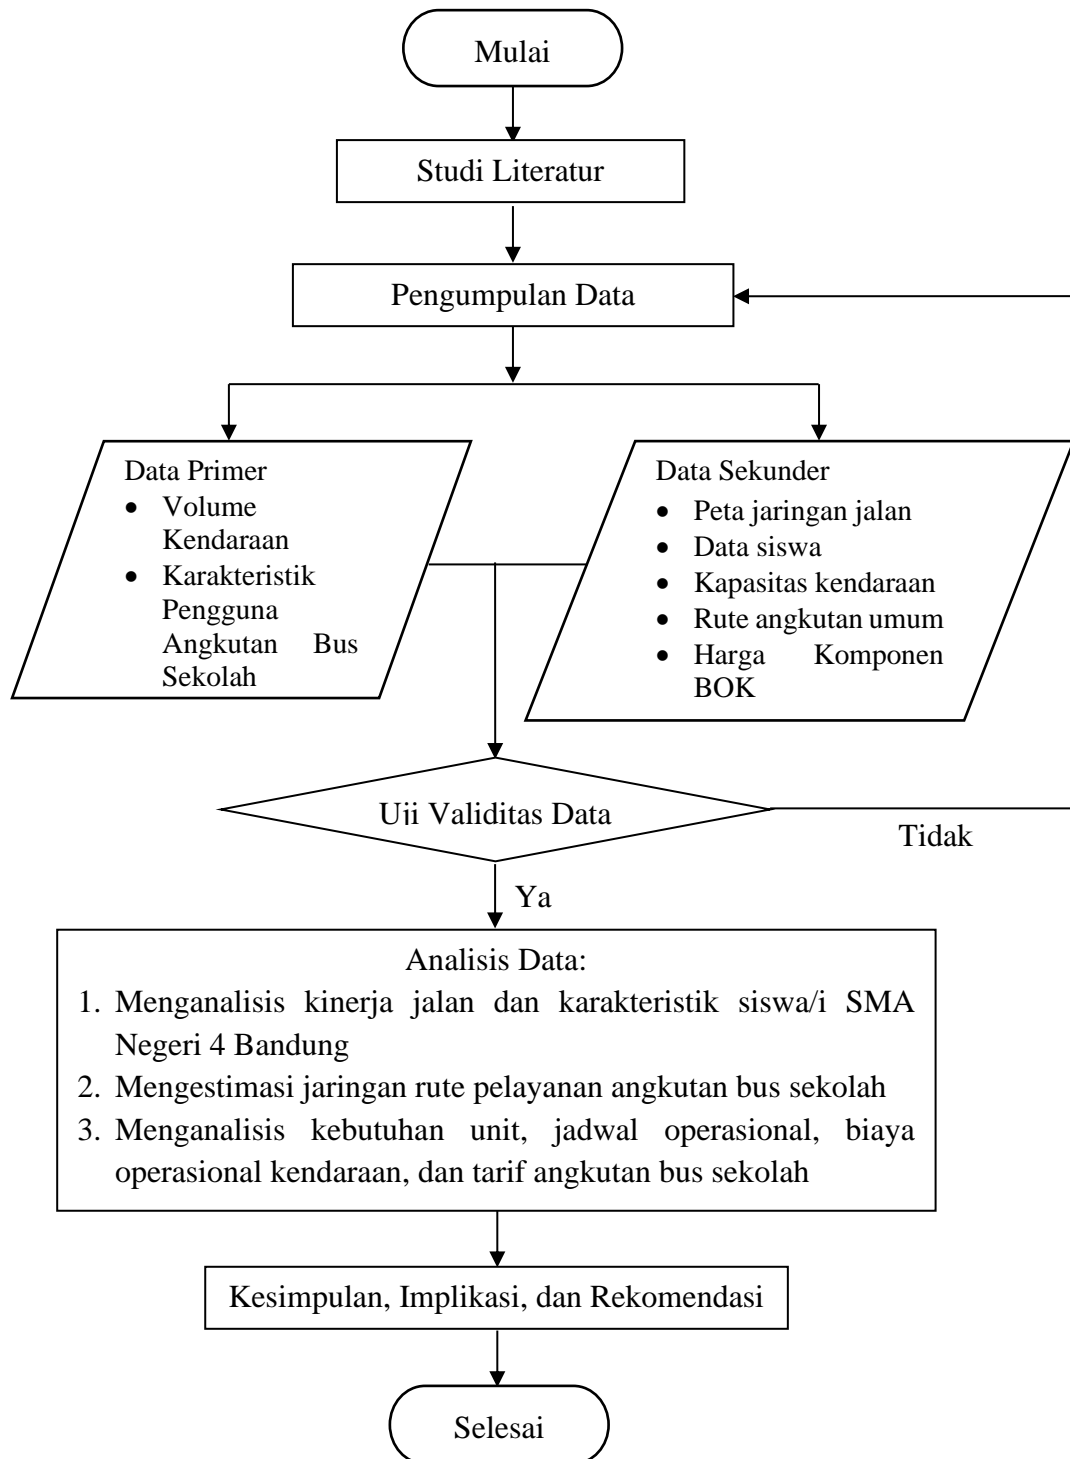 Mulai
Studi Literatur
Pengumpulan Data
Data Primer
• Volume
Kendaraan
• Karakteristik
Pengguna
Angkutan Bus
Sekolah
Data Sekunder
• Peta jaringan jalan
• Data siswa
• Kapasitas kendaraan
• Rute angkutan umum
• Harga Komponen
BOK
Uji Validitas Data
Tidak
Ya
Analisis Data:
1. Menganalisis kinerja jalan dan karakteristik siswa/i SMA
Negeri 4 Bandung
2. Mengestimasi jaringan rute pelayanan angkutan bus sekolah
3. Menganalisis kebutuhan unit, jadwal operasional, biaya
operasional kendaraan, dan tarif angkutan bus sekolah
Kesimpulan, Implikasi, dan Rekomendasi
Selesai